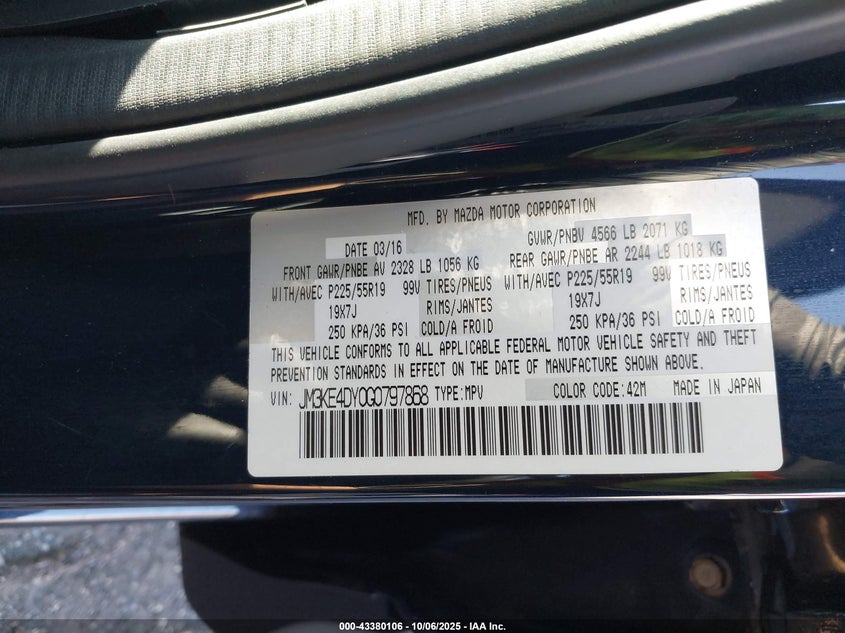 MFD. BY MAZDA MOTOR CORPORATION
DATE 03/16 GVWR/PNBV 4566 LB 2071 KG
FRONT GAWR/PNBE AV 2328 LB 1056 KG REAR GAWR/PNBE AR 2244 LB 1018 KG
WITH/AVEC P225/55R19 99V TIRES/PNEUS WITH/AVEC P225/55R19 99V TIRES/PNEUS
19X7J RIMS/JANTES 19X7J RIMS/JANTES
250 KPA/36 PSI COLD/A FROID 250 KPA/36 PSI COLD/A FROID
THIS VEHICLE CONFORMS TO ALL APPLICABLE FEDERAL MOTOR VEHICLE SAFETY AND THEFT
PREVENTION STANDARDS IN EFFECT ON THE DATE OF MANUFACTURE SHOWN ABOVE.
VIN: JM3KE4DY0G0797868 TYPE:MPV COLOR CODE:42M MADE IN JAPAN
000-43380106 - 10/06/2025 - IAA Inc.